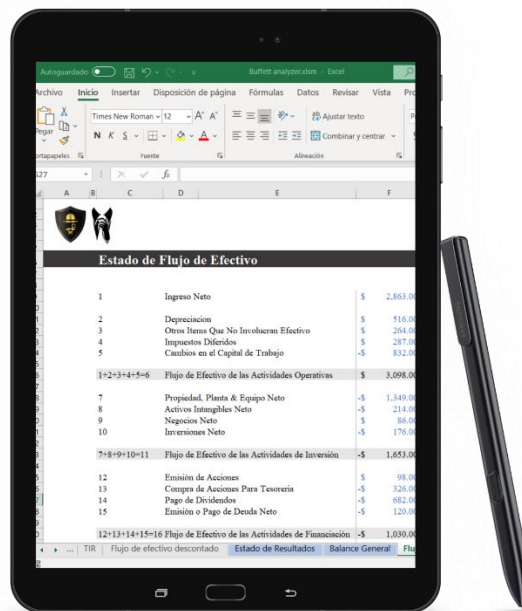 Autoguardado Buffett analyzer.xlsm - Excel
Archivo Inicio Insertar Disposición de página Fórmulas Datos Revisar Vista
Pegar Times New Roman 12 A A Ajustar texto
N K S A Combinar y centrar
Portapapeles Fuente Alineación
G27 fx
A B C D E F
Estado de Flujo de Efectivo
1 Ingreso Neto $ 2,863.00
2 Depreciacion $ 516.00
3 Otros Items Que No Involucran Efectivo $ 264.00
4 Impuestos Diferidos $ 287.00
5 Cambios en el Capital de Trabajo -$ 832.00
1+2+3+4+5=6 Flujo de Efectivo de las Actividades Operativas $ 3,098.00
7 Propiedad, Planta & Equipo Neto -$ 1,349.00
8 Activos Intangibles Neto -$ 214.00
9 Negocios Neto $ 86.00
10 Inversiones Neto -$ 176.00
7+8+9+10=11 Flujo de Efectivo de las Actividades de Inversión -$ 1,653.00
12 Emisión de Acciones $ 98.00
13 Compra de Acciones Para Tesoreria -$ 326.00
14 Pago de Dividendos -$ 682.00
15 Emisión o Pago de Deuda Neto -$ 120.00
12+13+14+15=16 Flujo de Efectivo de las Actividades de Financiación -$ 1,030.00
... TIR Flujo de efectivo descontado Estado de Resultados Balance General Flu